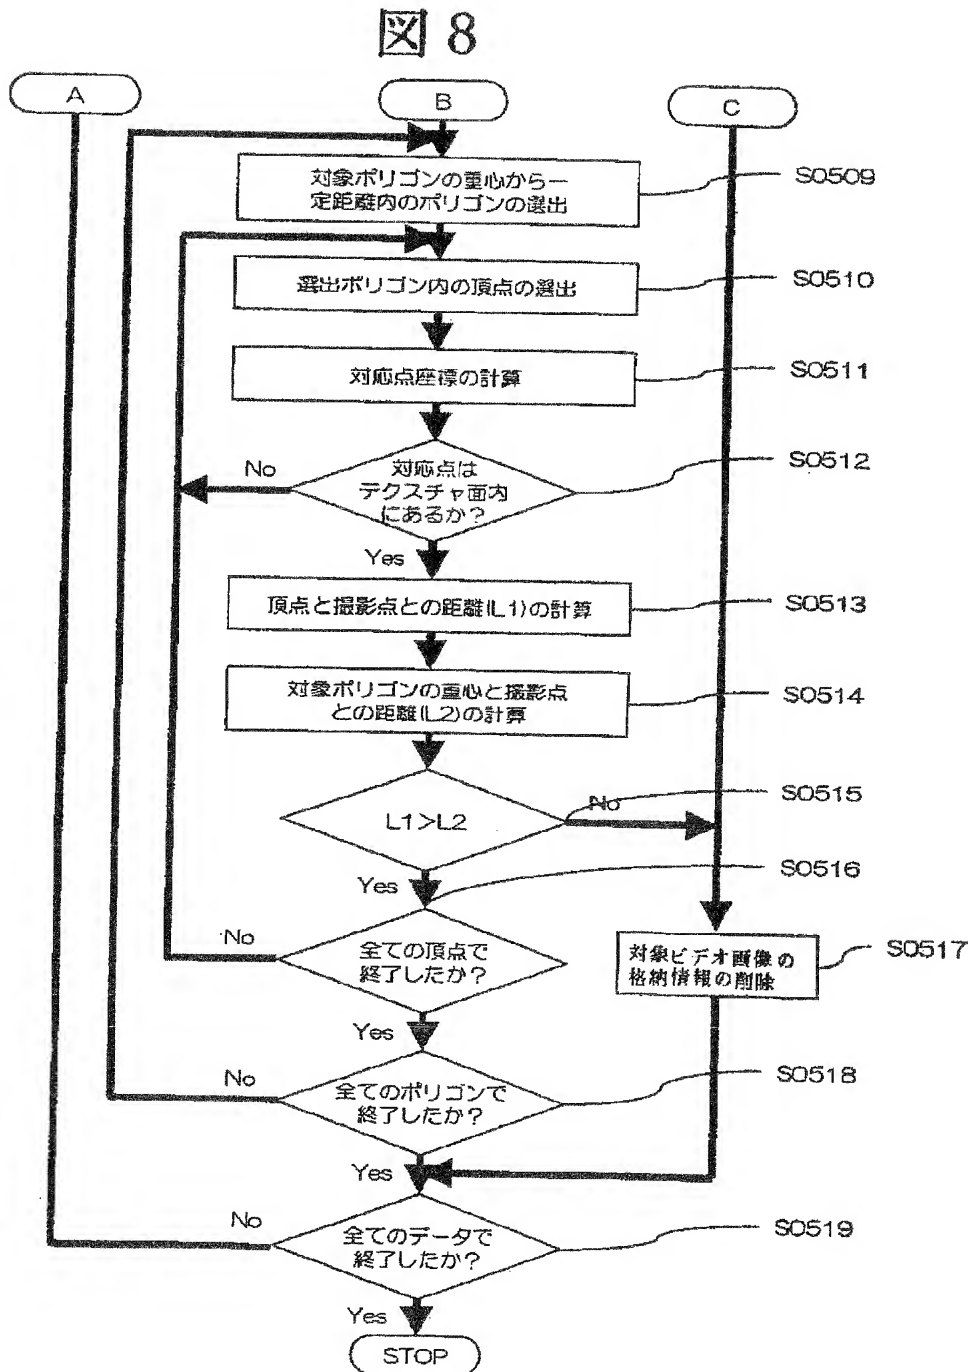 図 8
A
B
C
対象ポリゴンの重心から一
定距離内のポリゴンの選出
S0509
選出ポリゴン内の頂点の選出
S0510
対応点座標の計算
S0511
対応点は
テクスチャ面内
にあるか?
No
S0512
Yes
頂点と撮影点との距離(L1)の計算
S0513
対象ポリゴンの重心と撮影点
との距離(L2)の計算
S0514
L1>L2
No
S0515
Yes
S0516
全ての頂点で
終了したか?
No
対象ビデオ画像の
格納情報の削除
S0517
Yes
全てのポリゴンで
終了したか?
No
S0518
Yes
全てのデータで
終了したか?
No
S0519
Yes
STOP